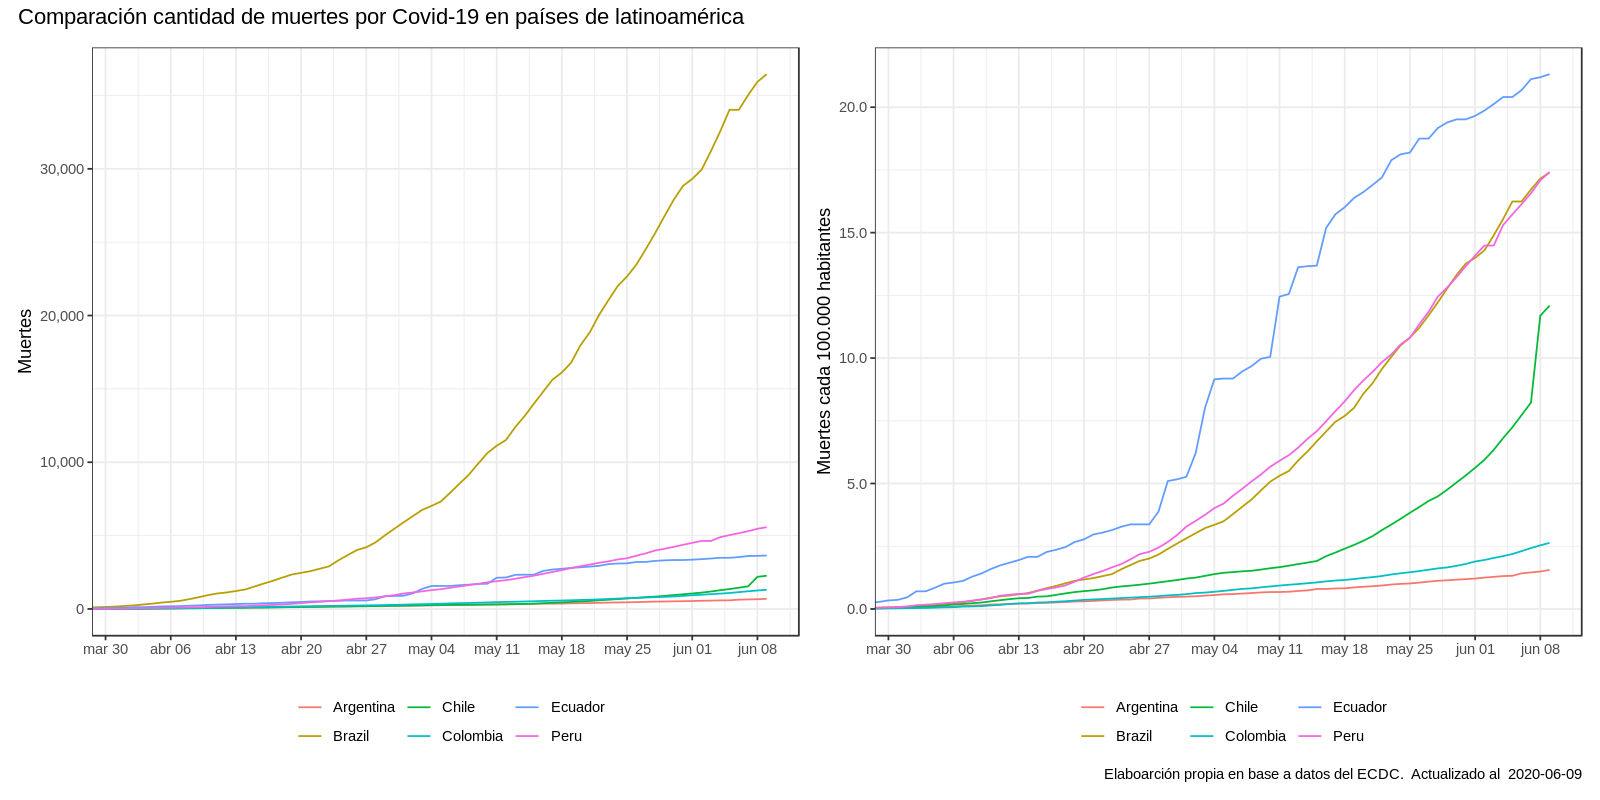 Comparación cantidad de muertes por Covid-19 en países de latinoamérica
Muertes
30,000
20,000
10,000
0
mar 30 abr 06 abr 13 abr 20 abr 27 may 04 may 11 may 18 may 25 jun 01 jun 08
Argentina Chile Ecuador
Brazil Colombia Peru
Muertes cada 100.000 habitantes
20.0
15.0
10.0
5.0
0.0
mar 30 abr 06 abr 13 abr 20 abr 27 may 04 may 11 may 18 may 25 jun 01 jun 08
Argentina Chile Ecuador
Brazil Colombia Peru
Elaboarción propia en base a datos del ECDC. Actualizado al 2020-06-09